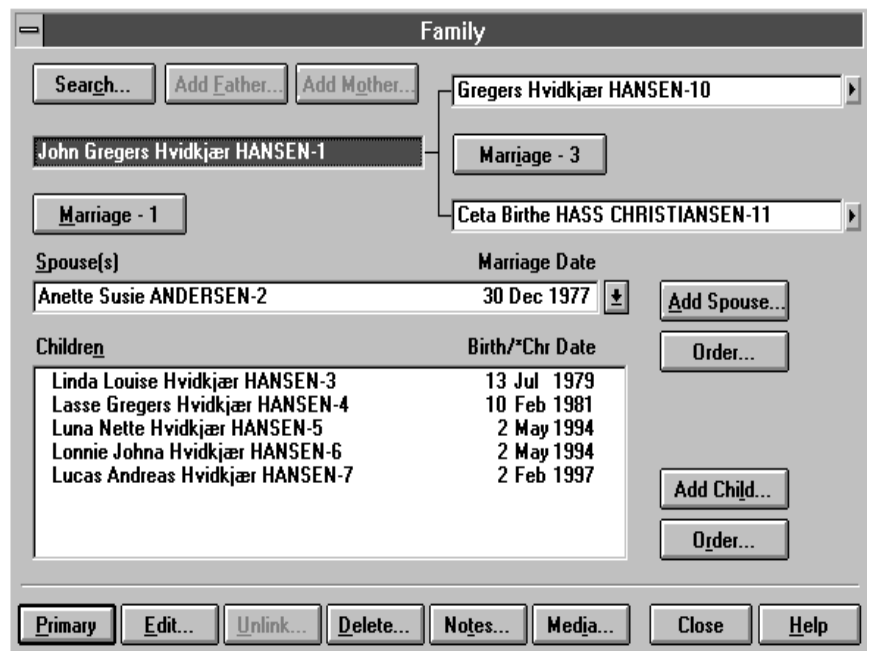 Family
Search... Add Father... Add Mother...
Gregers Hvidkjær HANSEN-10
John Gregers Hvidkjær HANSEN-1
Marriage - 3
Marriage - 1
Ceta Birthe HASS CHRISTIANSEN-11
Spouse(s) Marriage Date
Anette Susie ANDERSEN-2 30 Dec 1977
Add Spouse...
Children Birth/*Chr Date
Order...
Linda Louise Hvidkjær HANSEN-3 13 Jul 1979
Lasse Gregers Hvidkjær HANSEN-4 10 Feb 1981
Luna Nette Hvidkjær HANSEN-5 2 May 1994
Lonnie Johna Hvidkjær HANSEN-6 2 May 1994
Lucas Andreas Hvidkjær HANSEN-7 2 Feb 1997
Add Child...
Order...
Primary Edit... Unlink... Delete... Notes... Media... Close Help